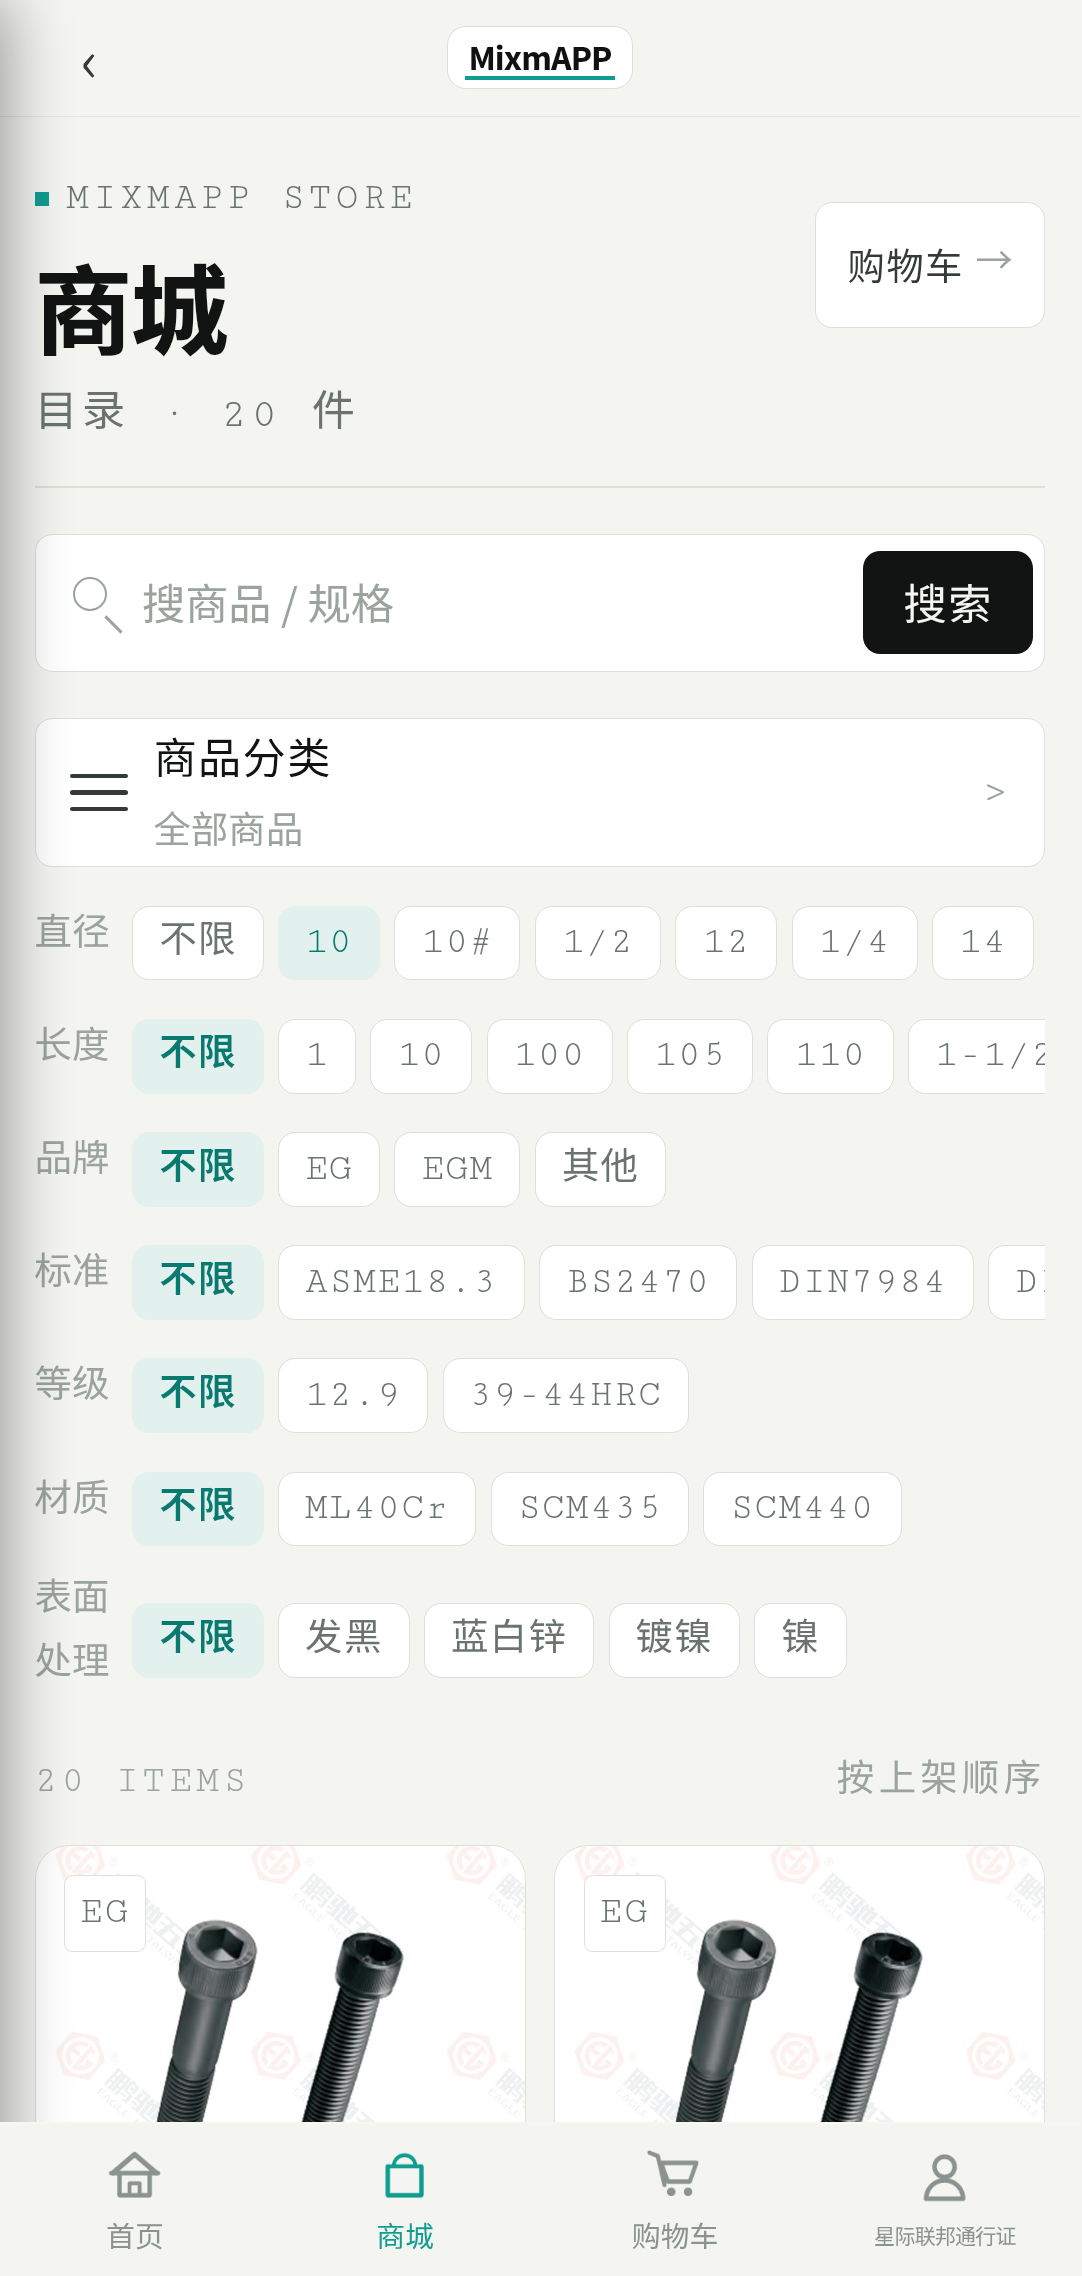 ‹
MixmAPP
MIXMAPP STORE
商城
购物车 →
目录 · 20 件
搜商品 / 规格
搜索
商品分类
全部商品
>
直径 不限 10 10# 1/2 12 1/4 14
长度 不限 1 10 100 105 110 1-1/2
品牌 不限 EG EGM 其他
标准 不限 ASME18.3 BS2470 DIN7984
等级 不限 12.9 39-44HRC
材质 不限 ML40Cr SCM435 SCM440
表面
处理 不限 发黑 蓝白锌 镀镍 镍
20 ITEMS 按上架顺序
EG EG
首页 商城 购物车 星际联邦通行证